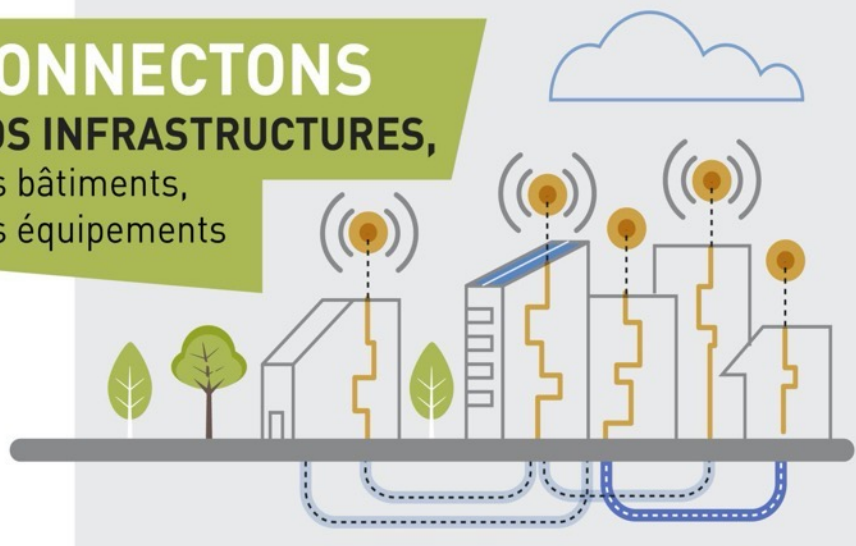 ONNECTONS
OS INFRASTRUCTURES,
s bâtiments,
s équipements